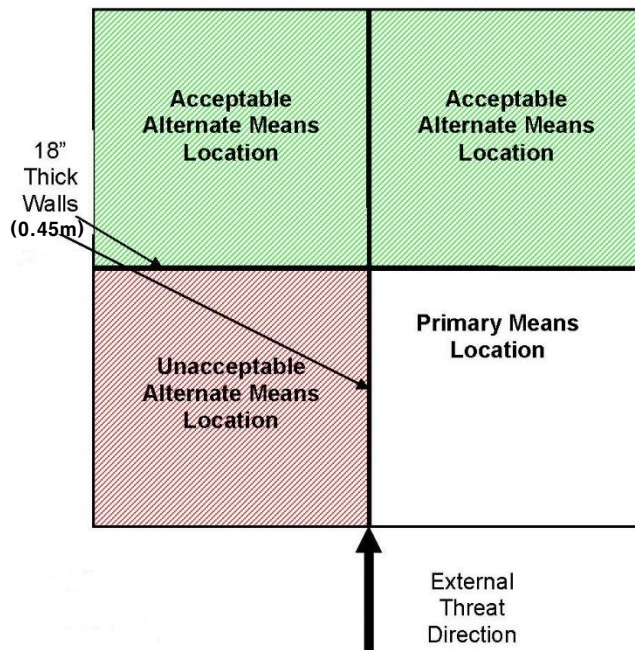 Acceptable
Alternate Means
Location
Acceptable
Alternate Means
Location
18”
Thick
Walls
(0.45m)
Unacceptable
Alternate Means
Location
Primary Means
Location
External
Threat
Direction